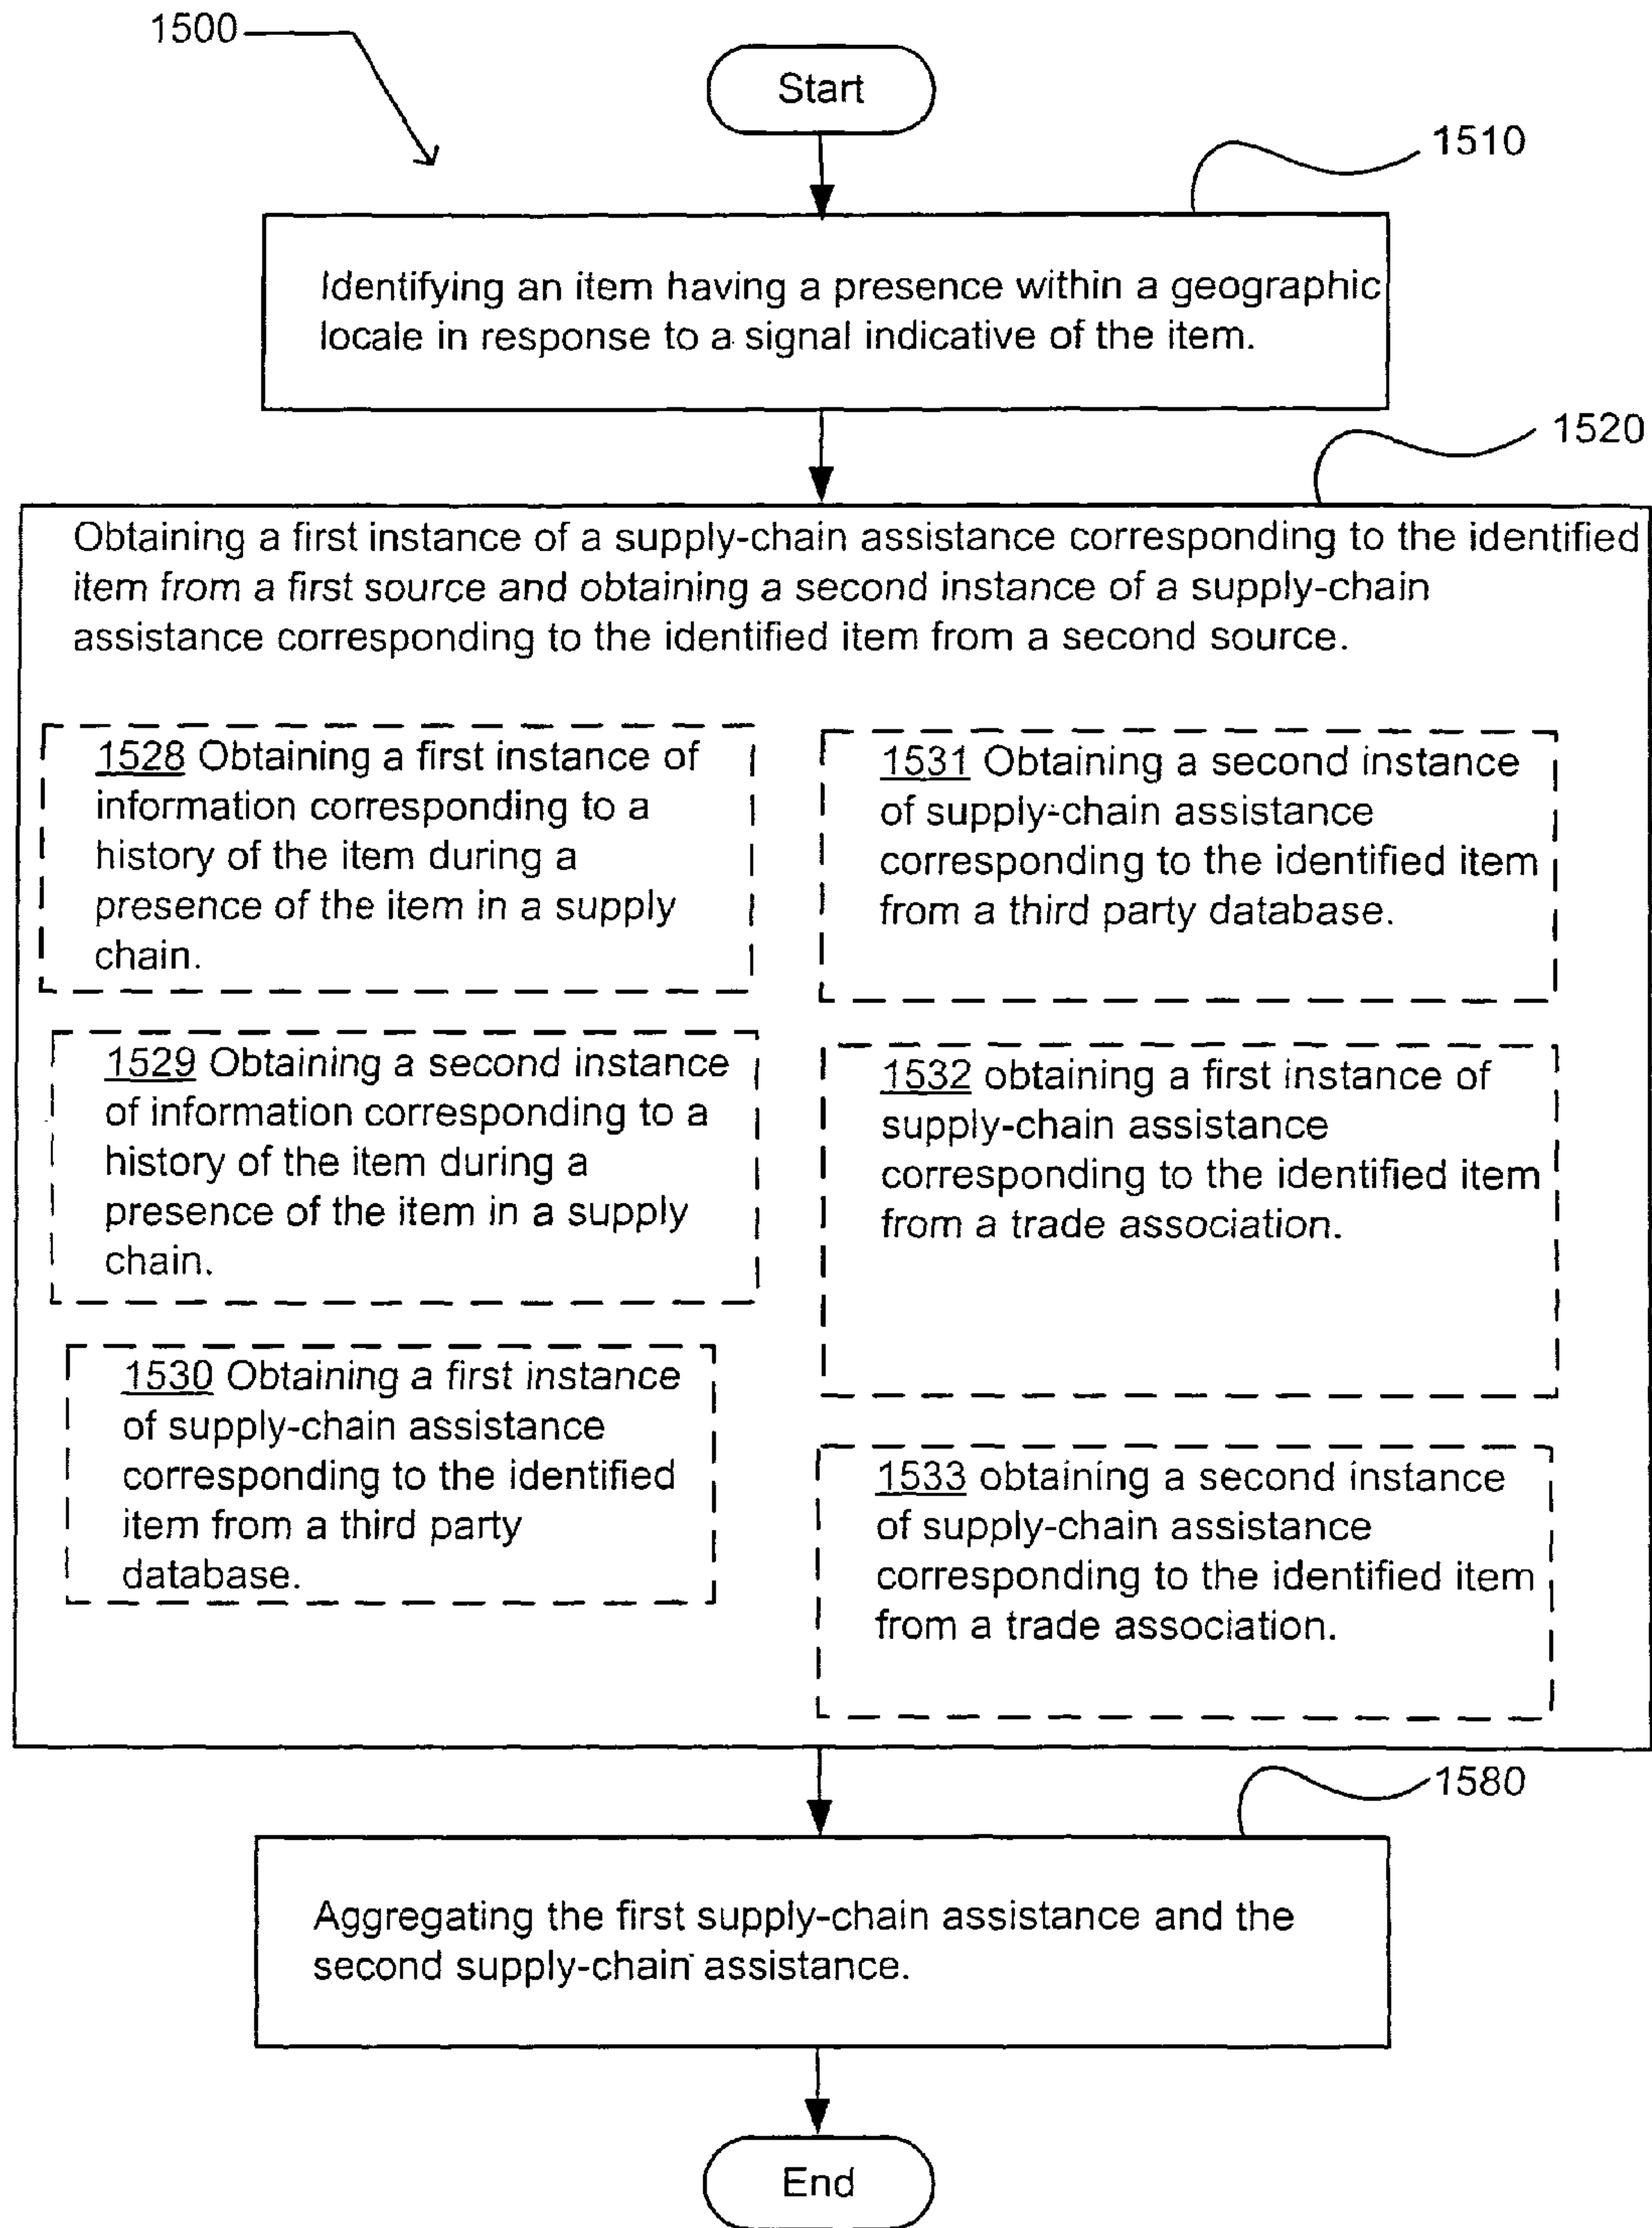 1500
Start
1510
Identifying an item having a presence within a geographic
locale in response to a signal indicative of the item.
1520
Obtaining a first instance of a supply-chain assistance corresponding to the identified
item from a first source and obtaining a second instance of a supply-chain
assistance corresponding to the identified item from a second source.
1528 Obtaining a first instance of
information corresponding to a
history of the item during a
presence of the item in a supply
chain.
1529 Obtaining a second instance
of information corresponding to a
history of the item during a
presence of the item in a supply
chain.
1530 Obtaining a first instance
of supply-chain assistance
corresponding to the identified
item from a third party
database.
1531 Obtaining a second instance
of supply-chain assistance
corresponding to the identified item
from a third party database.
1532 obtaining a first instance of
supply-chain assistance
corresponding to the identified item
from a trade association.
1533 obtaining a second instance
of supply-chain assistance
corresponding to the identified item
from a trade association.
1580
Aggregating the first supply-chain assistance and the
second supply-chain assistance.
End